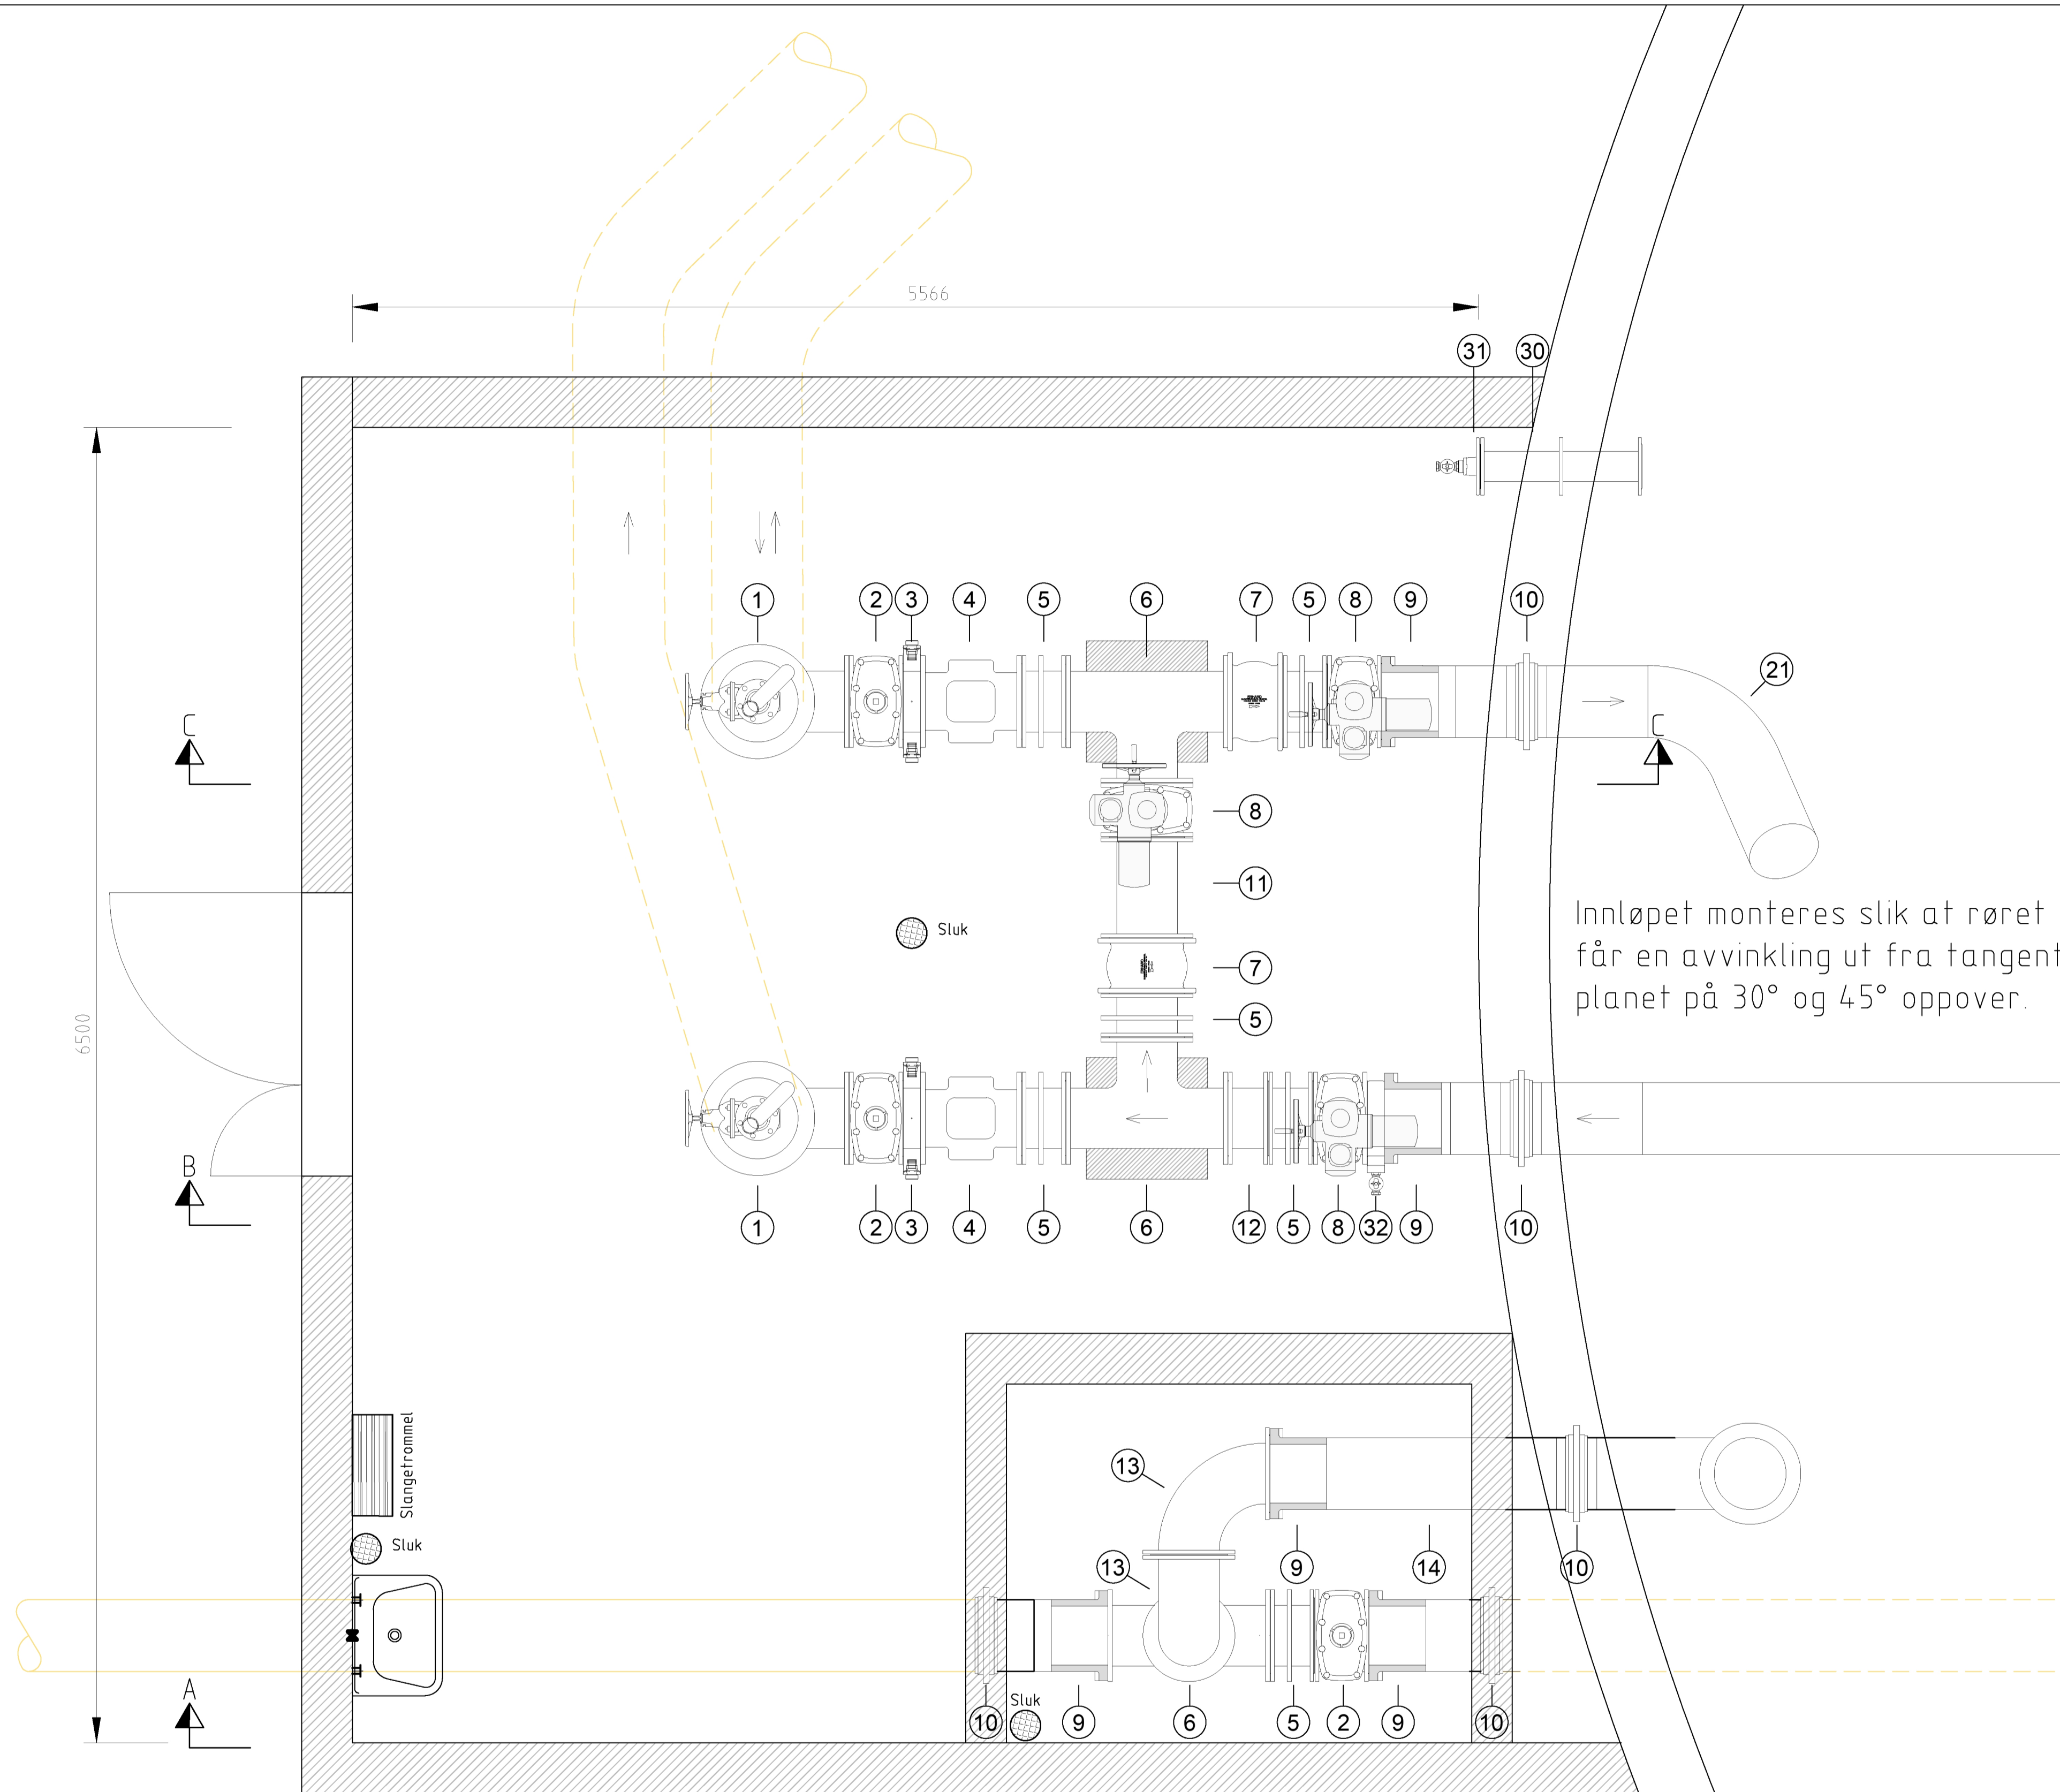 5566
31 30
1 2 3 4 5 6 7 5 8 9 10
21
C C
8
11
Sluk
Innløpet monteres slik at røret
får en avvinkling ut fra tangent
planet på 30° og 45° oppover.
7
5
6500
B
1 2 3 4 5 6 12 5 8 32 9 10
Slangetrommel
13
Sluk
13 9 14 10
A
Sluk
10 9 6 5 2 9 10